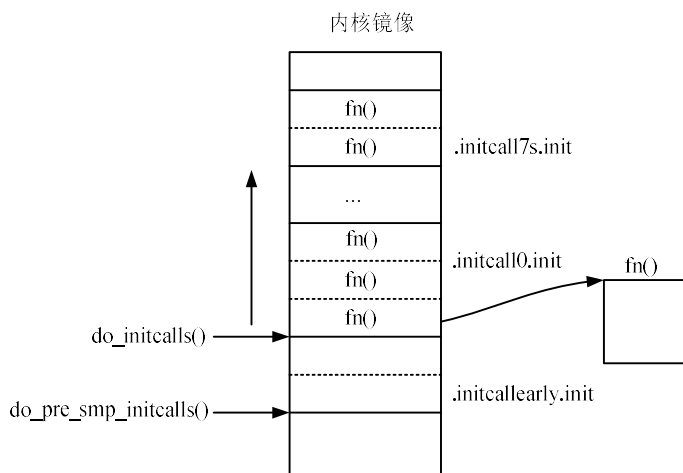 内核镜像
fn()
fn()
.initcall7s.init
...
fn()
.initcall0.init
fn()
fn()
fn()
do_initcalls()
.initcallearly.init
do_pre_smp_initcalls()